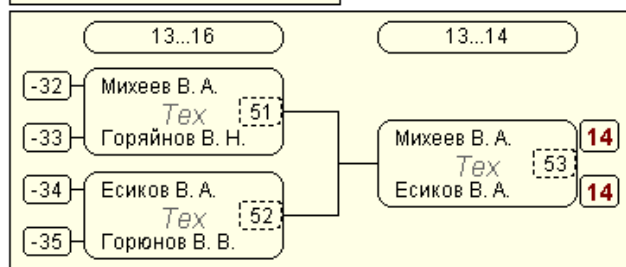 13...16
13...14
-32
Михеев В. А.
Тех
51
-33
Горяйнов В. Н.
-34
Есиков В. А.
Тех
52
-35
Горюнов В. В.
Михеев В. А.
14
Тех
53
Есиков В. А.
14